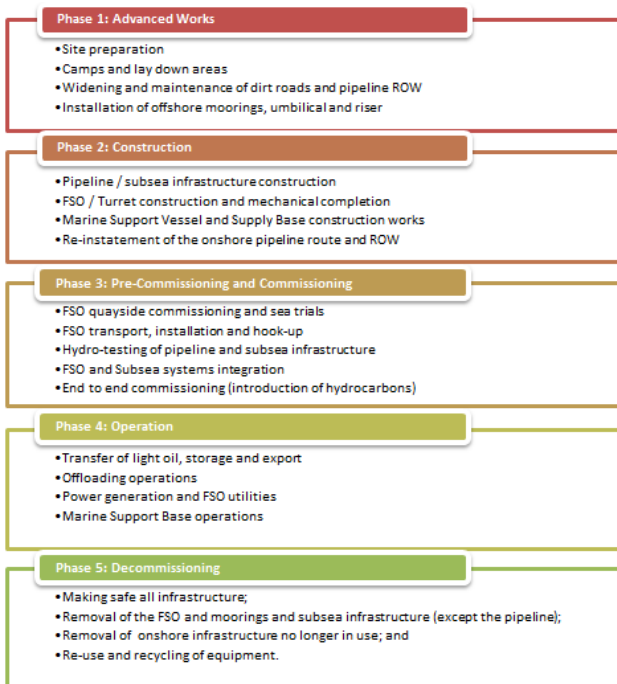 Phase 1: Advanced Works
•Site preparation
•Camps and lay down areas
•Widening and maintenance of dirt roads and pipeline ROW
•Installation of offshore moorings, umbilical and riser
Phase 2: Construction
•Pipeline / subsea infrastructure construction
•FSO / Turret construction and mechanical completion
•Marine Support Vessel and Supply Base construction works
•Re-instatement of the onshore pipeline route and ROW
Phase 3: Pre-Commissioning and Commissioning
•FSO quayside commissioning and sea trials
•FSO transport, installation and hook-up
•Hydro-testing of pipeline and subsea infrastructure
•FSO and Subsea systems integration
•End to end commissioning (introduction of hydrocarbons)
Phase 4: Operation
•Transfer of light oil, storage and export
•Offloading operations
•Power generation and FSO utilities
•Marine Support Base operations
Phase 5: Decommissioning
•Making safe all infrastructure;
•Removal of the FSO and moorings and subsea infrastructure (except the pipeline);
•Removal of onshore infrastructure no longer in use; and
•Re-use and recycling of equipment.